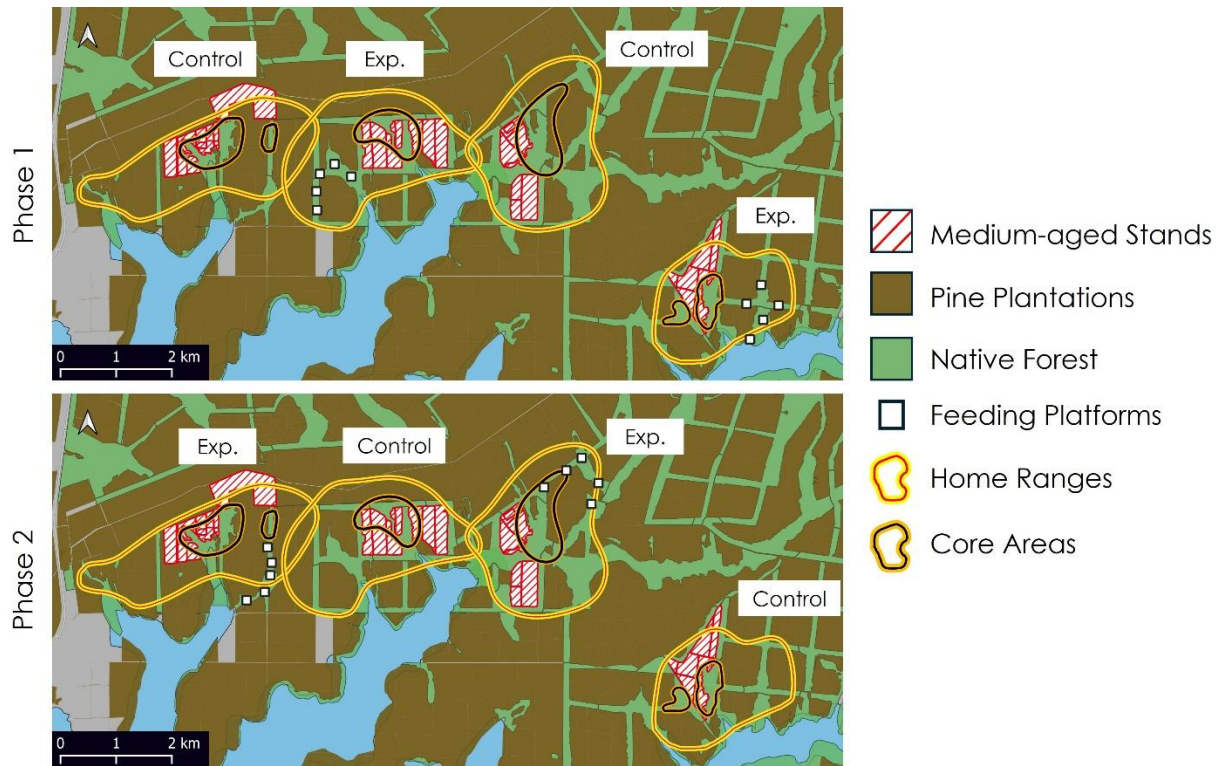 Phase 1
Control
Exp.
Control
Exp.
0 1 2 km
Phase 2
Exp.
Control
Exp.
Control
0 1 2 km
Medium-aged Stands
Pine Plantations
Native Forest
Feeding Platforms
Home Ranges
Core Areas